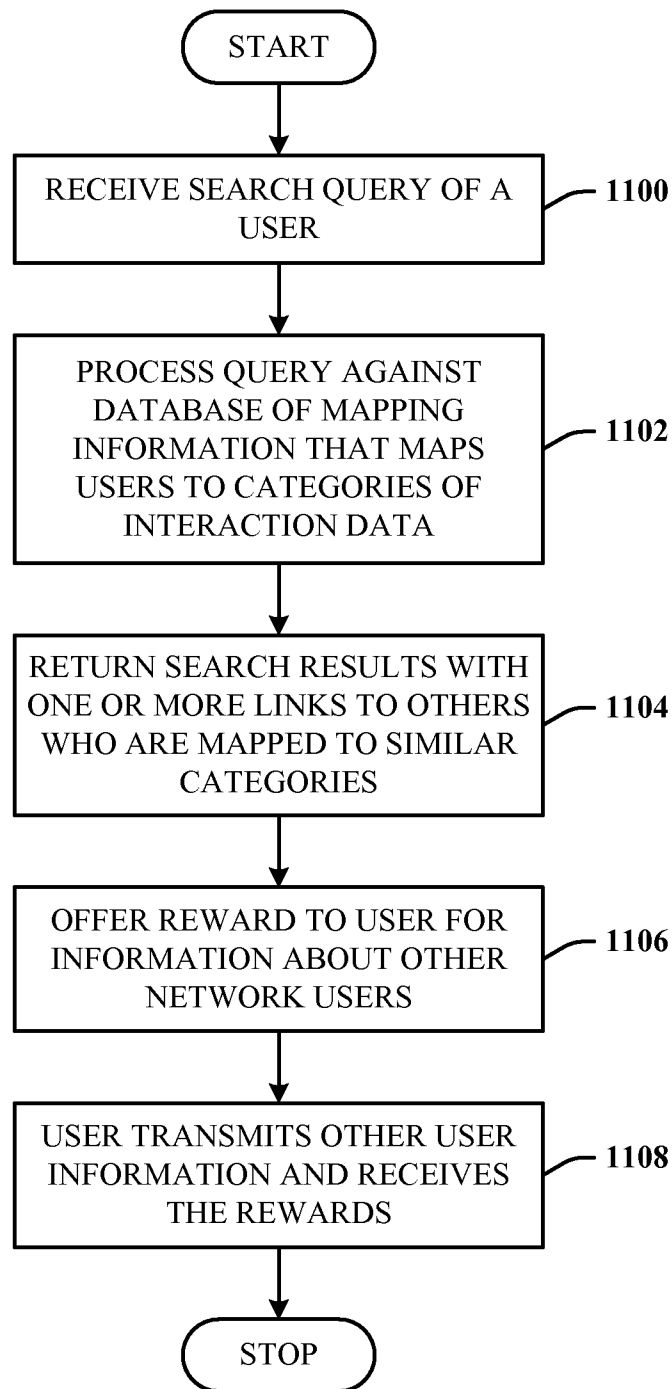 START
RECEIVE SEARCH QUERY OF A
USER
1100
PROCESS QUERY AGAINST
DATABASE OF MAPPING
INFORMATION THAT MAPS
USERS TO CATEGORIES OF
INTERACTION DATA
1102
RETURN SEARCH RESULTS WITH
ONE OR MORE LINKS TO OTHERS
WHO ARE MAPPED TO SIMILAR
CATEGORIES
1104
OFFER REWARD TO USER FOR
INFORMATION ABOUT OTHER
NETWORK USERS
1106
USER TRANSMITS OTHER USER
INFORMATION AND RECEIVES
THE REWARDS
1108
STOP